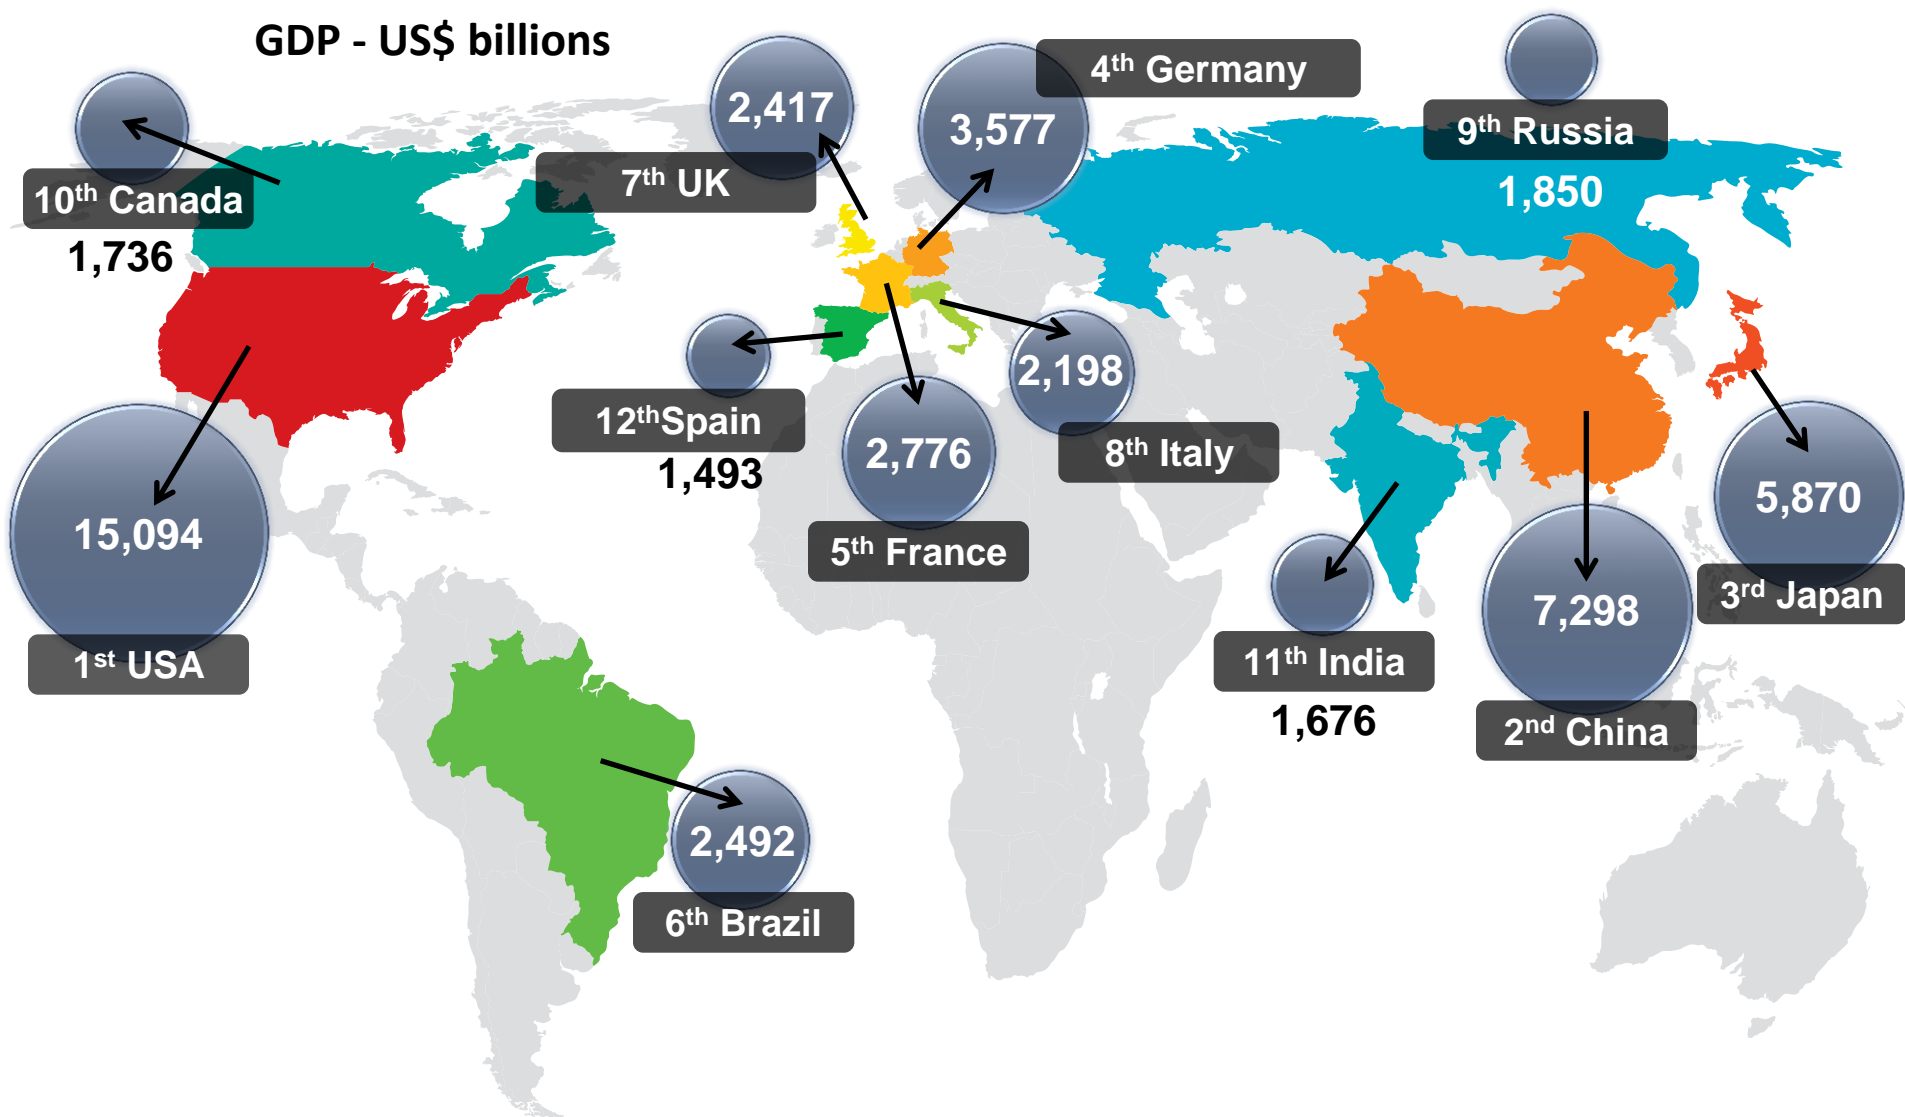 GDP - US$ billions
10th Canada
1,736
2,417
7th UK
3,577
4th Germany
9th Russia
1,850
15,094
1st USA
12thSpain
1,493
2,776
5th France
2,198
8th Italy
11th India
1,676
7,298
2nd China
5,870
3rd Japan
2,492
6th Brazil